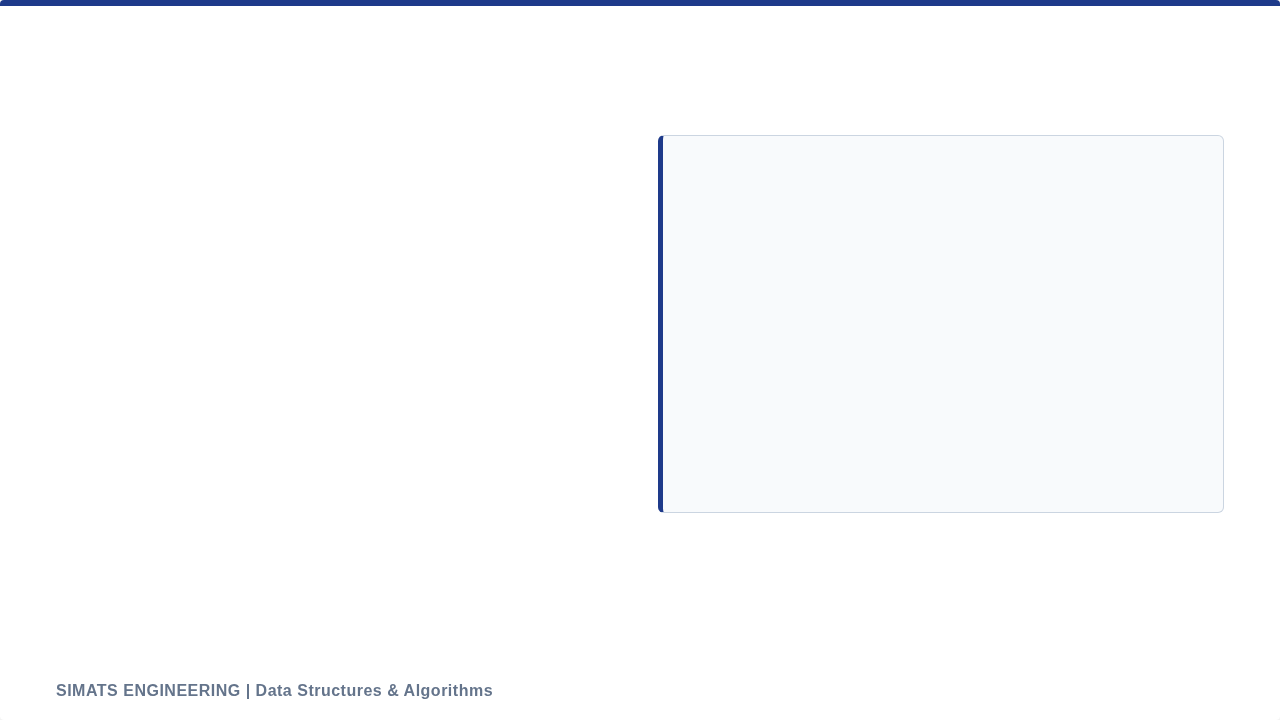 SIMATS ENGINEERING | Data Structures & Algorithms